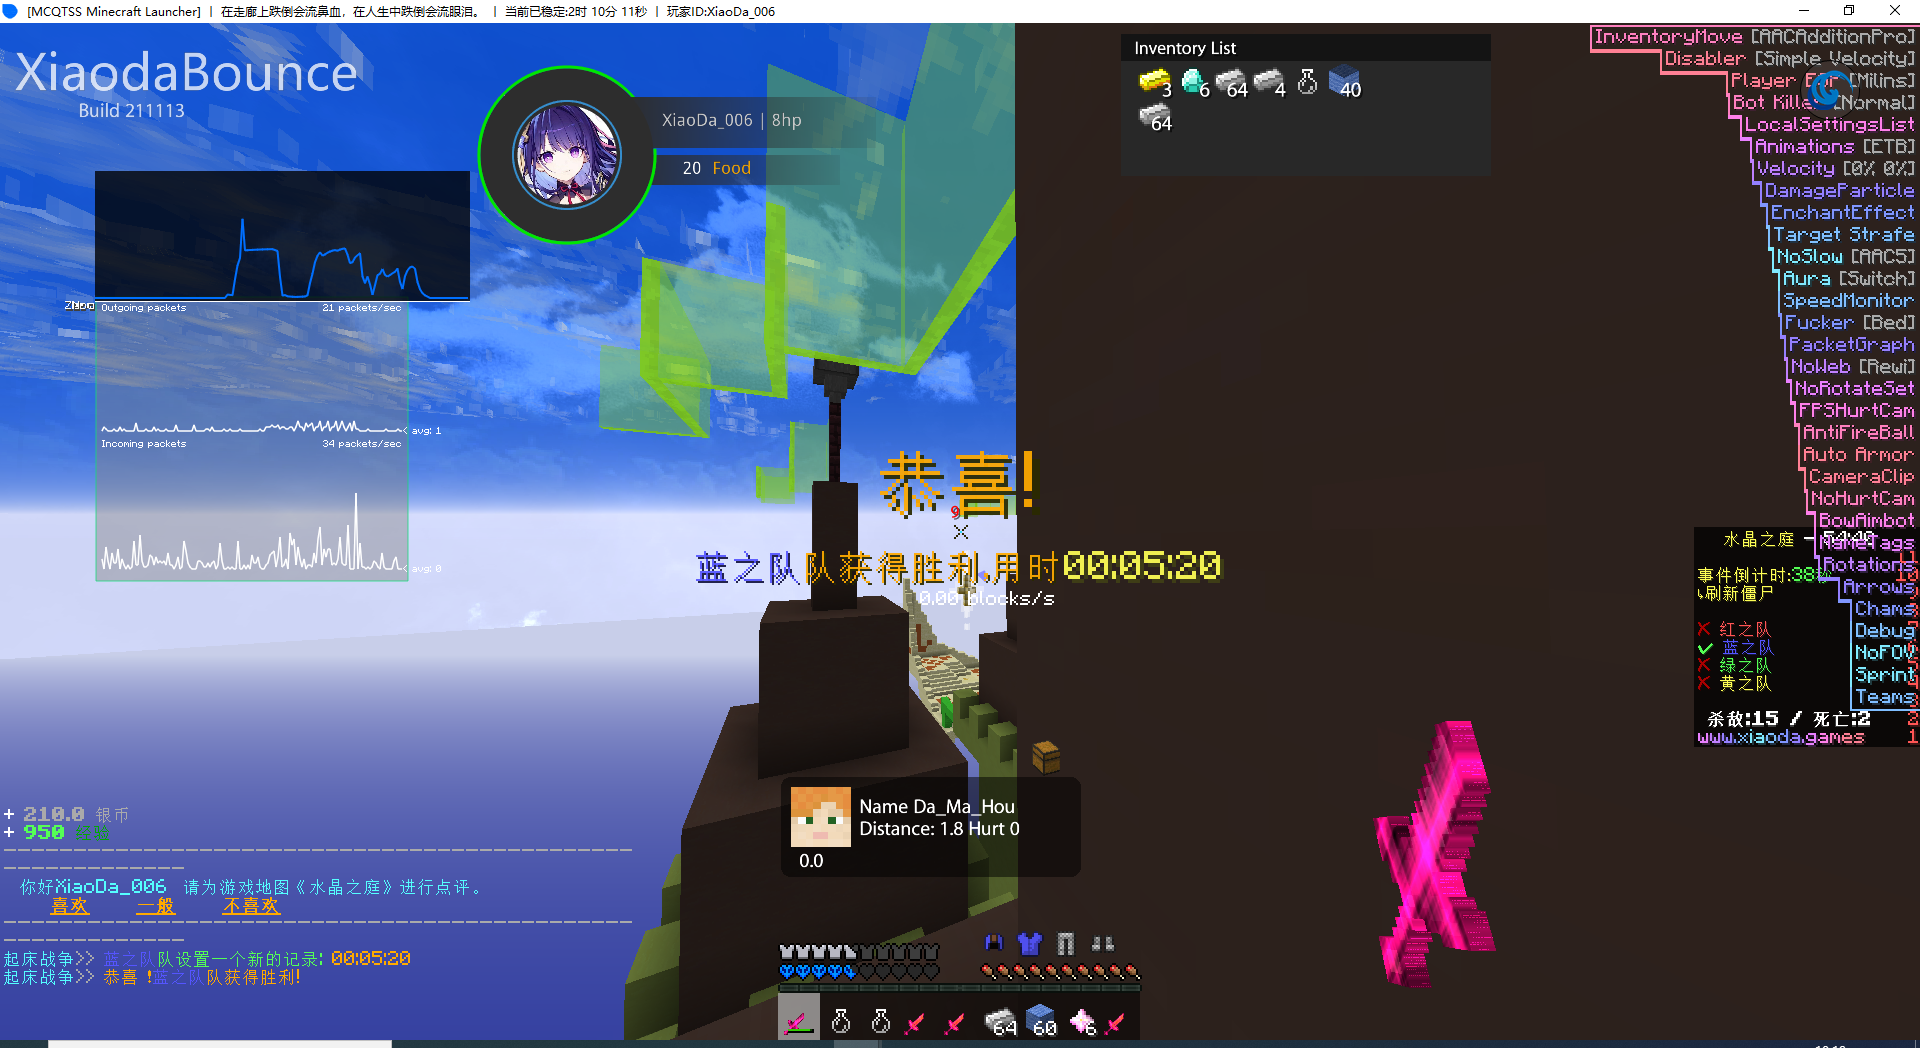 [MCQTSS Minecraft Launcher] | 在走廊上跌倒会流鼻血，在人生中跌倒会流眼泪。 | 当前已稳定:2时 10分 11秒 | 玩家ID:XiaoDa_006
XiaodaBounce
Build 211113
XiaoDa_006 | 8hp
20 Food
Inventory List
3
6
64
4
40
64
InventoryMove [AACAdditionPro]
Disabler [Simple Velocity]
Player [Milins]
Bot Killer [Normal]
LocalSettingsList
Animations [ETB]
Velocity [0% 0%]
DamageParticle
EnchantEffect
Target Strafe
NoSlow [AAC5]
Aura [Switch]
SpeedMonitor
Fucker [Bed]
PacketGraph
NoWeb [Rewi]
NoRotateSet
FPSHurtCam
AntiFireBall
Auto Armor
CameraClip
NoHurtCam
BowAimbot
NameTags
Rotations
Arrows
Chams
Debug
NoFOV
Sprint
Teams
Outgoing packets
21 packets/sec
avg: 1
Incoming packets
34 packets/sec
avg: 0
恭喜!
蓝之队队获得胜利,用时00:05:20
0.00 blocks/s
水晶之庭
事件倒计时:38秒
刷新僵尸
✗ 红之队
✓ 蓝之队
✗ 绿之队
✗ 黄之队
杀敌:15 / 死亡:2
www.xiaoda.games
10
2
1
Name Da_Ma_Hou
Distance: 1.8 Hurt 0
0.0
+ 210.0 银币
+ 950
你好XiaoDa_006 请为游戏地图《水晶之庭》进行点评。
喜欢 一般 不喜欢
起床战争>> 蓝之队队设置一个新的记录: 00:05:20
起床战争>> 恭喜 !蓝之队队获得胜利!
64
60
6